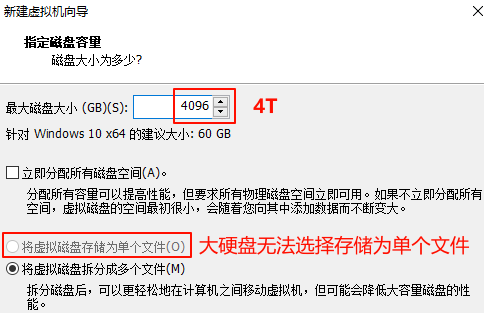 新建虚拟机向导
指定磁盘容量
磁盘大小为多少?
最大磁盘大小 (GB)(S): 4096 4T
针对 Windows 10 x64 的建议大小: 60 GB
立即分配所有磁盘空间(A)。
分配所有容量可以提高性能，但要求所有物理磁盘空间立即可用。如果不立即分配所有
空间，虚拟磁盘的空间最初很小，会随着您向其中添加数据而不断变大。
将虚拟磁盘存储为单个文件(O) 大硬盘无法选择存储为单个文件
将虚拟磁盘拆分成多个文件(M)
拆分磁盘后，可以更轻松地在计算机之间移动虚拟机，但可能会降低大容量磁盘的性
能。